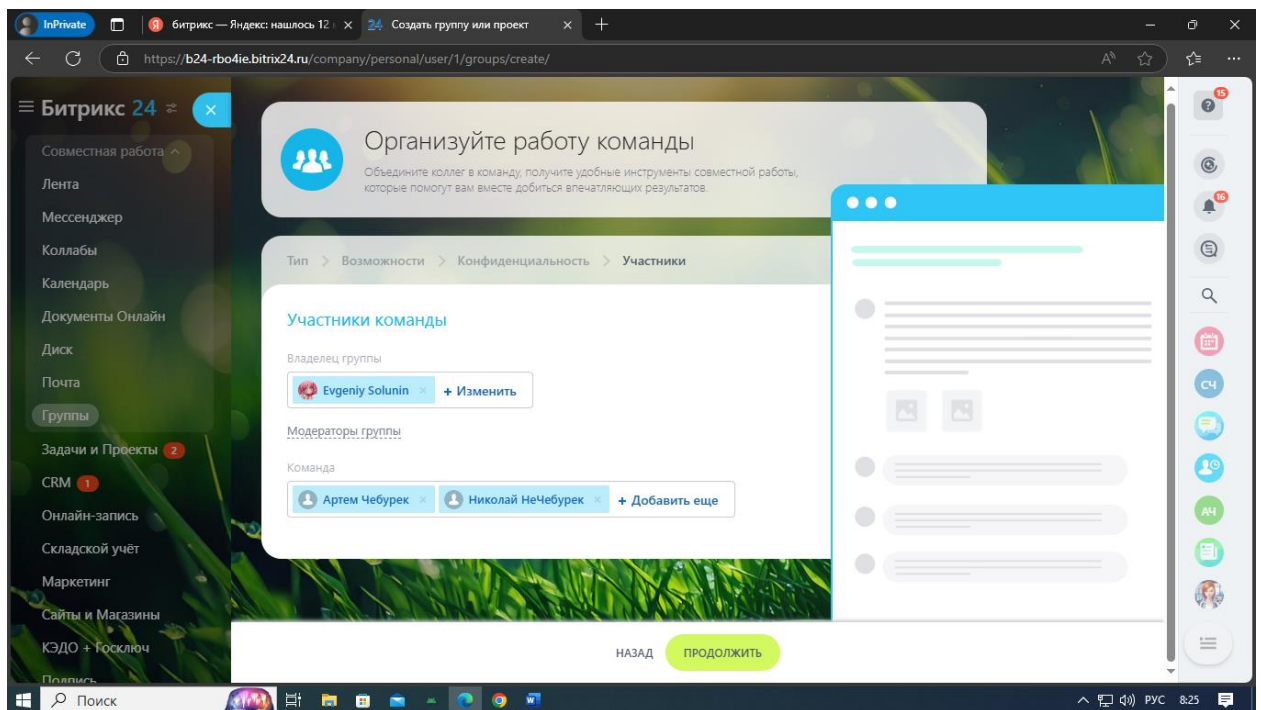 InPrivate
битрикс — Яндекс: нашлось 12
24 Создать группу или проект
https://b24-rbo4ie.bitrix24.ru/company/personal/user/1/groups/create/
Битрикс 24
Совместная работа
Лента
Мессенджер
Коллабы
Календарь
Документы Онлайн
Диск
Почта
Группы
Задачи и Проекты 2
CRM 1
Онлайн-запись
Складской учёт
Маркетинг
Сайты и Магазины
КЭДО + Госключ
Подпись
Организуйте работу команды
Объедините коллег в команду, получите удобные инструменты совместной работы,
которые помогут вам вместе добиться впечатляющих результатов.
Тип > Возможности > Конфиденциальность > Участники
Участники команды
Владелец группы
Evgeniy Solunin × + Изменить
Модераторы группы
Команда
Артем Чебурек × Николай НеЧебурек × + Добавить еще
НАЗАД ПРОДОЛЖИТЬ
15
16
СЧ
АЧ
Поиск
РУС 8:25